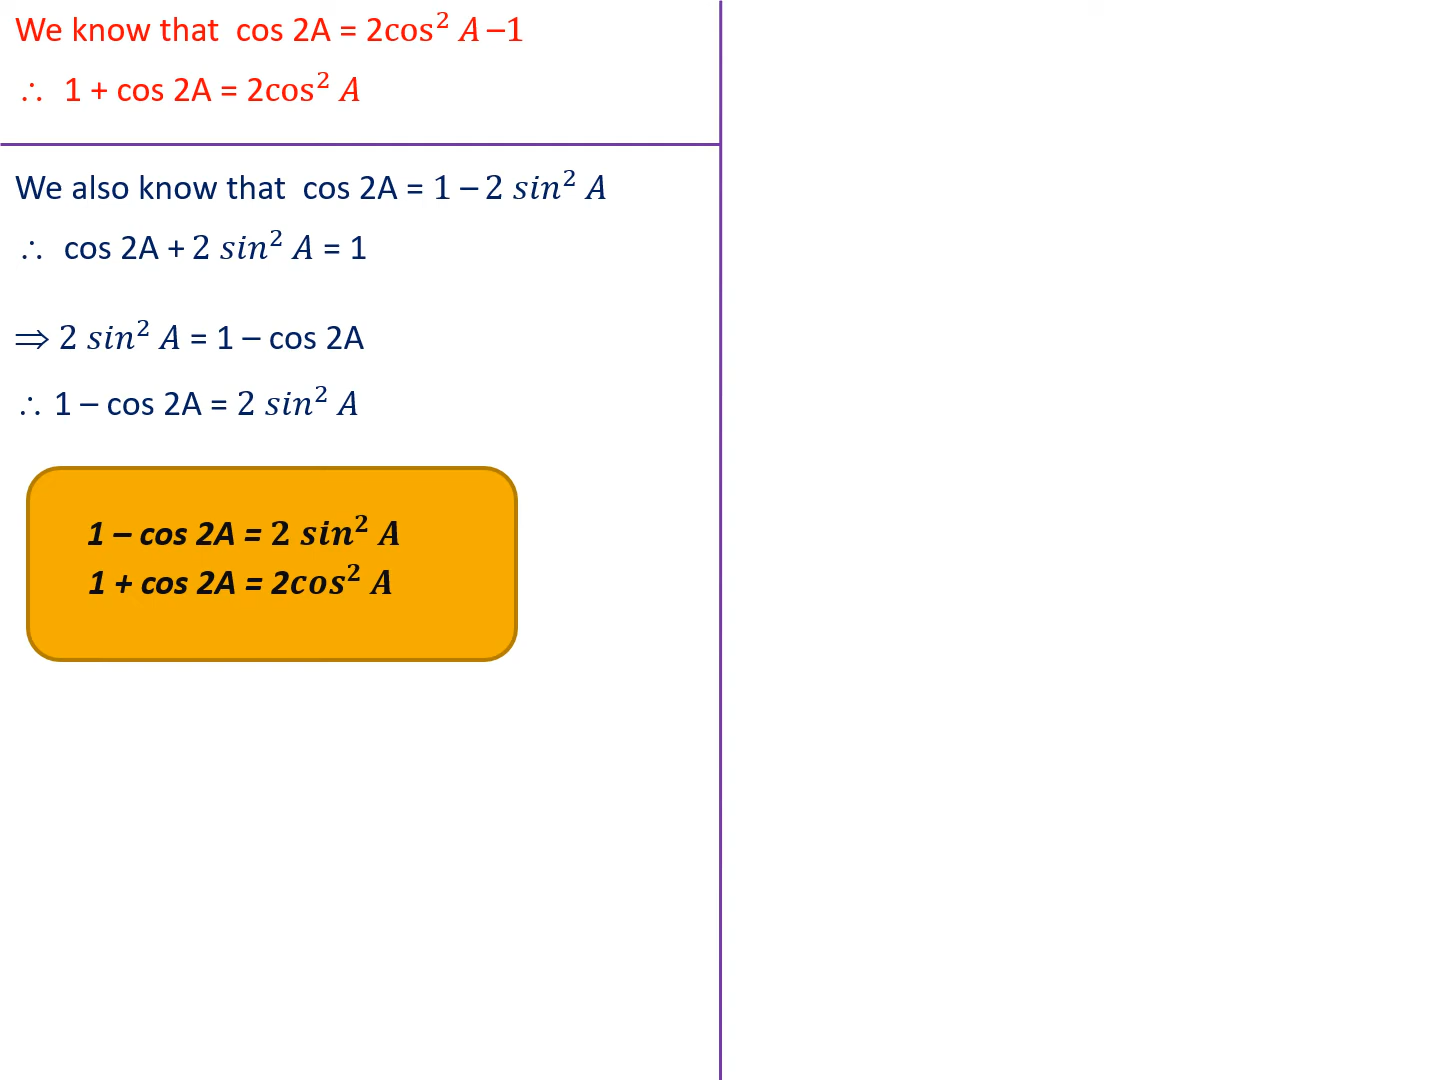 We know that cos 2A = 2cos² A –1
∴ 1 + cos 2A = 2cos² A
We also know that cos 2A = 1 – 2 sin² A
∴ cos 2A + 2 sin² A = 1
⇒ 2 sin² A = 1 – cos 2A
∴ 1 – cos 2A = 2 sin² A
1 – cos 2A = 2 sin² A
1 + cos 2A = 2cos² A